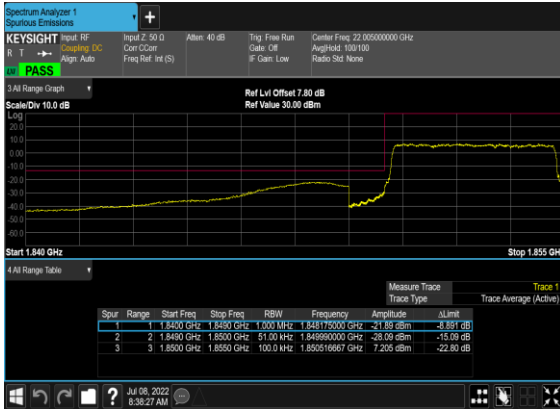 Spectrum Analyzer 1
Spurious Emissions
+
KEYSIGHT
R T
LW PASS
Input: RF
Coupling: DC
Align: Auto
Input Z: 50 Ω
Corr CCorr
Freq Ref: Int (S)
Atten: 40 dB
Trig: Free Run
Gate: Off
IF Gain: Low
Center Freq: 22.005000000 GHz
Avg|Hold: 100/100
Radio Std: None
3 All Range Graph
Scale/Div 10.0 dB
Ref Lvl Offset 7.80 dB
Ref Value 30.00 dBm
Log
20.0
10.0
0.00
-10.0
-20.0
-30.0
-40.0
-50.0
-60.0
Start 1.840 GHz
Stop 1.855 GH
4 All Range Table
Measure Trace Trace 1
Trace Type Trace Average (Active)
Spur Range Start Freq Stop Freq RBW Frequency Amplitude ΔLimit
1 1 1.8400 GHz 1.8490 GHz 1.000 MHz 1.848175000 GHz -21.89 dBm -8.891 dB
2 2 1.8490 GHz 1.8500 GHz 51.00 kHz 1.849990000 GHz -28.09 dBm -15.09 dB
3 3 1.8500 GHz 1.8550 GHz 100.0 kHz 1.850516667 GHz 7.205 dBm -22.80 dB
?
Jul 08, 2022
8:38:27 AM